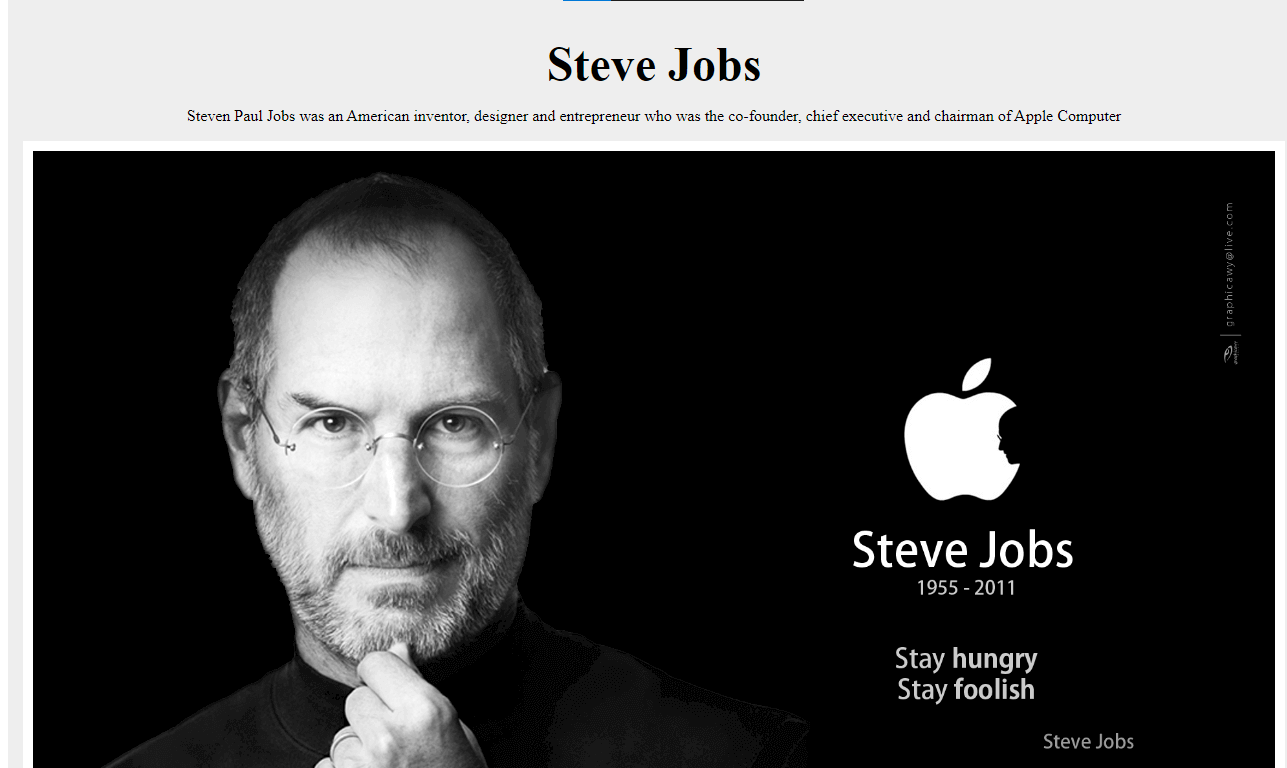 Steve Jobs
Steven Paul Jobs was an American inventor, designer and entrepreneur who was the co-founder, chief executive and chairman of Apple Computer
graphicawy@live.com
Steve Jobs
1955 - 2011
Stay hungry
Stay foolish
Steve Jobs